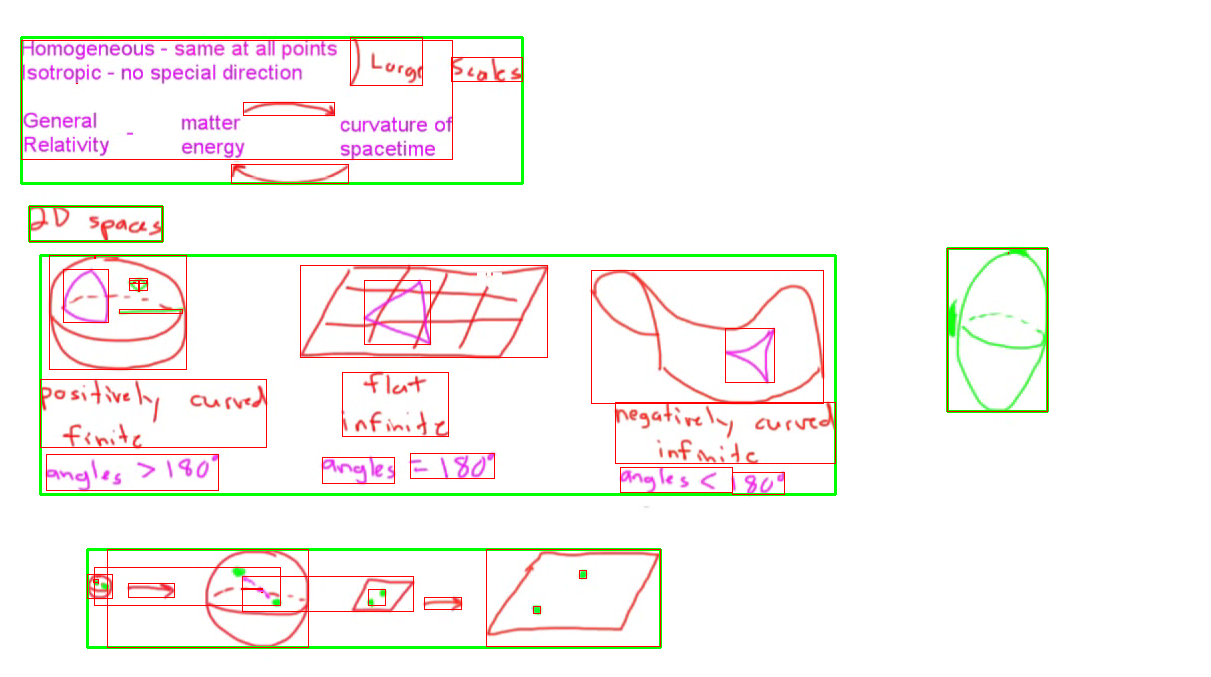 Homogeneous - same at all points
Isotropic - no special direction ) Large Scales
General Relativity - matter energy curvature of spacetime
2D spaces
positively curved
finite
angles > 180°
flat
infinite
angles = 180°
negatively curved
infinite
angles < 180°